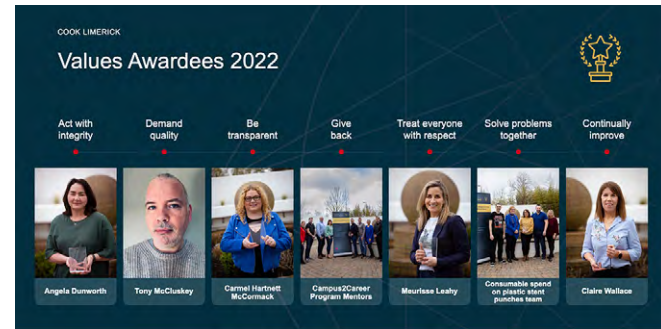 COOK LIMERICK
Values Awardees 2022
Act with
integrity
Demand
quality
Be
transparent
Give
back
Treat everyone
with respect
Solve problems
together
Continually
improve
Angela Dunworth
Tony McCluskey
Carmel Hartnett
McCormack
Campus2Career
Program Mentors
Maurisse Leahy
Consumable spend
on plastic stent
punches team
Claire Wallace